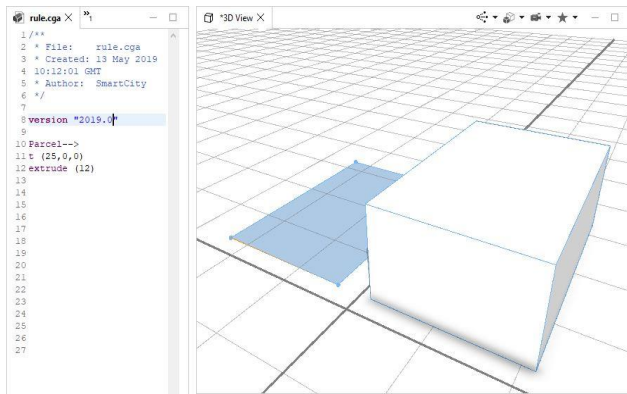 rule.cga
"1
*3D View
1 /**
2 * File: rule.cga
3 * Created: 13 May 2019
4 10:12:01 GMT
5 * Author: SmartCity
6 */
7
8 version "2019.0"
9
10 Parcel-->
11 t (25,0,0)
12 extrude (12)
13
14
15
16
17
18
19
20
21
22
23
24
25
26
27